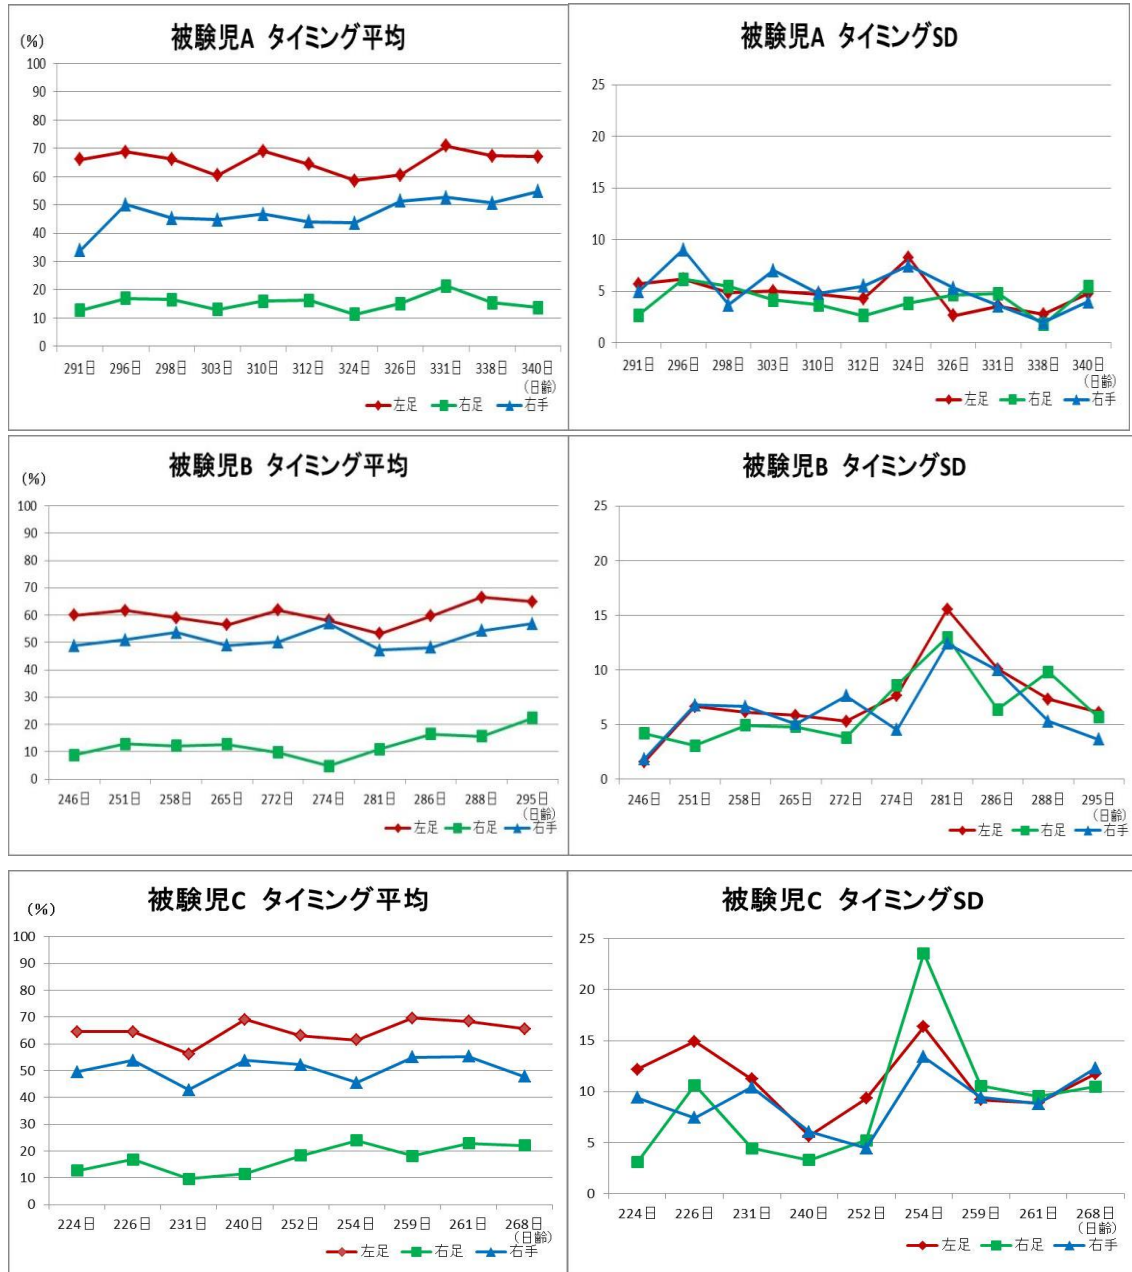 被験児A タイミング平均
(%)
100
90
80
70
60
50
40
30
20
10
0
291日 296日 298日 303日 310日 312日 324日 326日 331日 338日 340日
(日齢)
左足 右足 右手
被験児A タイミングSD
25
20
15
10
5
0
291日 296日 298日 303日 310日 312日 324日 326日 331日 338日 340日
(日齢)
左足 右足 右手
被験児B タイミング平均
(%)
100
90
80
70
60
50
40
30
20
10
0
246日 251日 258日 265日 272日 274日 281日 286日 288日 295日
(日齢)
左足 右足 右手
被験児B タイミングSD
25
20
15
10
5
0
246日 251日 258日 265日 272日 274日 281日 286日 288日 295日
(日齢)
左足 右足 右手
被験児C タイミング平均
(%)
100
90
80
70
60
50
40
30
20
10
0
224日 226日 231日 240日 252日 254日 259日 261日 268日
(日齢)
左足 右足 右手
被験児C タイミングSD
25
20
15
10
5
0
224日 226日 231日 240日 252日 254日 259日 261日 268日
(日齢)
左足 右足 右手